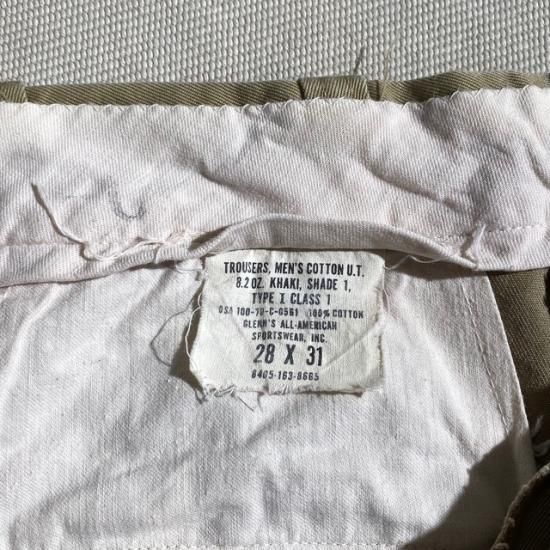 TROUSERS, MEN'S COTTON U.T.
8.2 OZ. KHAKI, SHADE 1,
TYPE I CLASS 1
DSA 100-70-C-0561 100% COTTON
GLENN'S ALL-AMERICAN
SPORTSWEAR, INC.
28 X 31
8405-163-8665